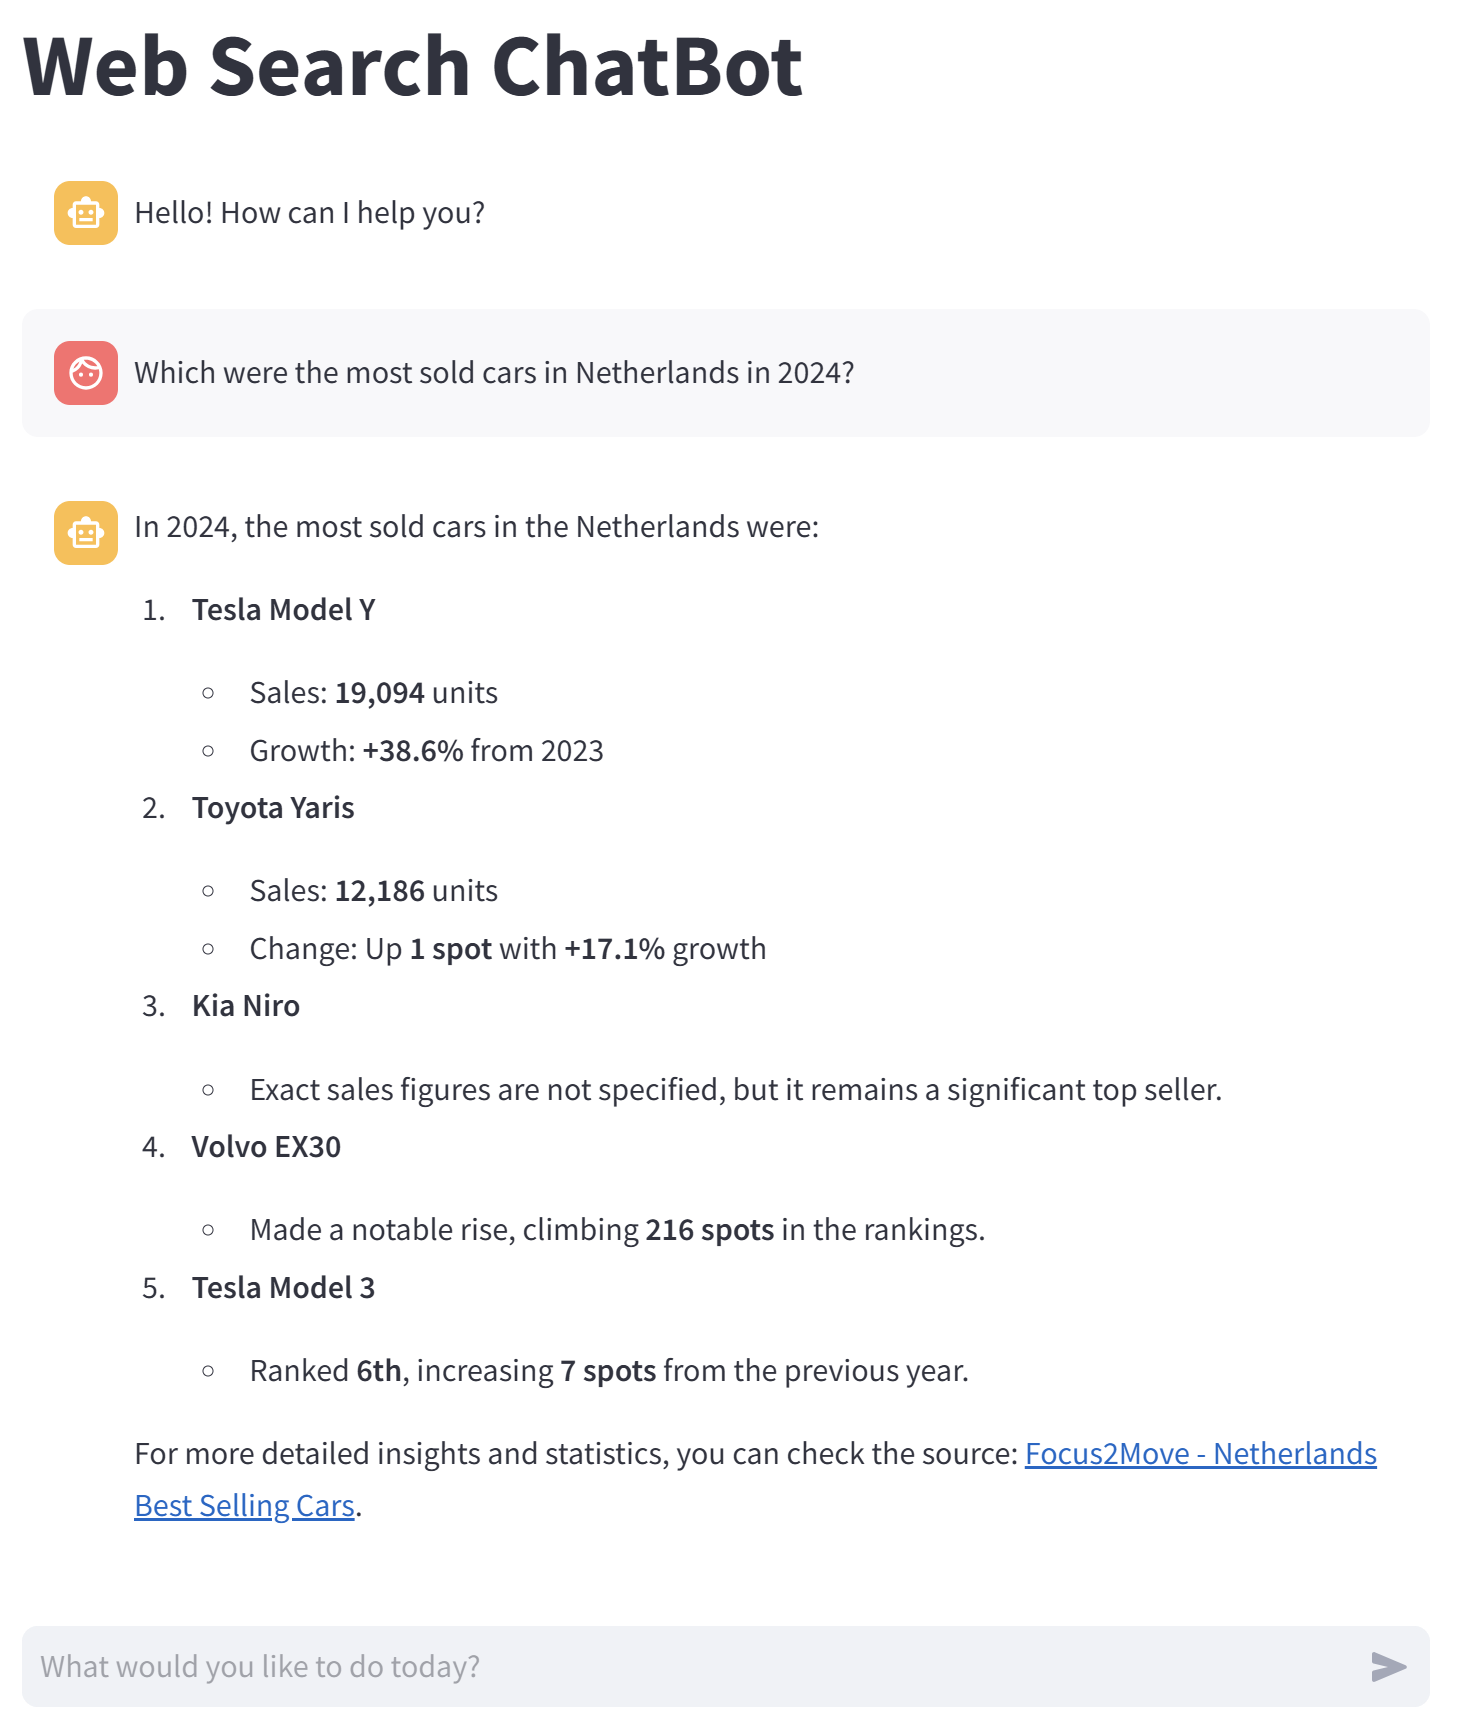 Web Search ChatBot
Hello! How can I help you?
Which were the most sold cars in Netherlands in 2024?
In 2024, the most sold cars in the Netherlands were:
1. Tesla Model Y
○ Sales: 19,094 units
○ Growth: +38.6% from 2023
2. Toyota Yaris
○ Sales: 12,186 units
○ Change: Up 1 spot with +17.1% growth
3. Kia Niro
○ Exact sales figures are not specified, but it remains a significant top seller.
4. Volvo EX30
○ Made a notable rise, climbing 216 spots in the rankings.
5. Tesla Model 3
○ Ranked 6th, increasing 7 spots from the previous year.
For more detailed insights and statistics, you can check the source: Focus2Move - Netherlands
Best Selling Cars.
What would you like to do today?